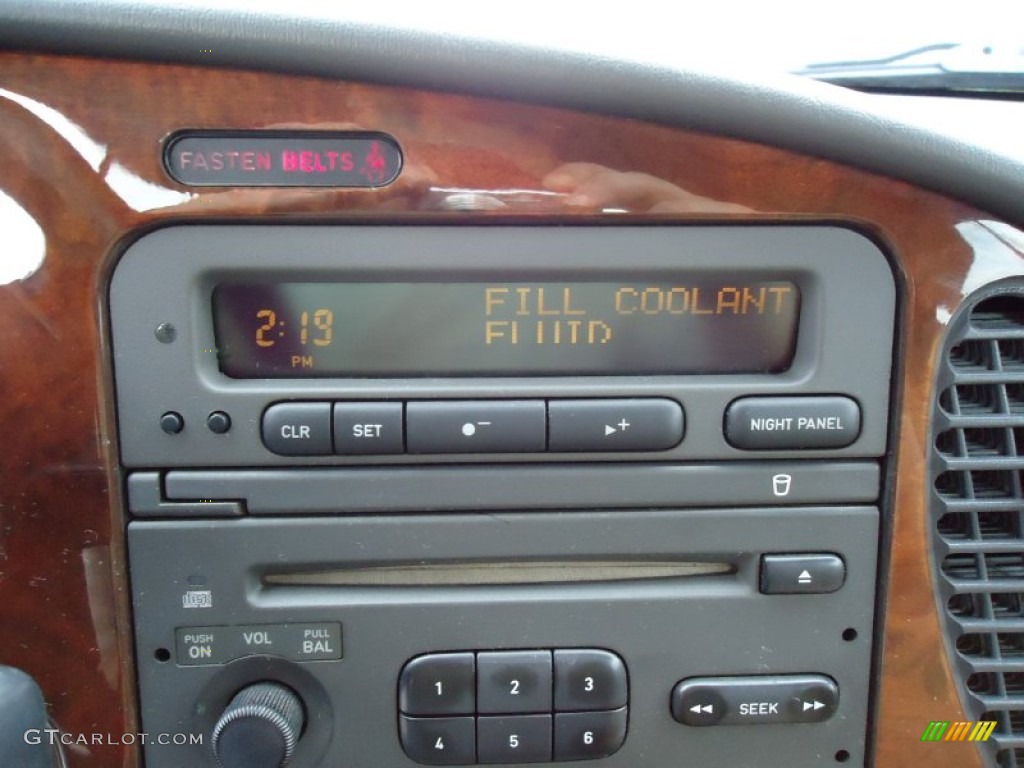 FASTEN BELTS
FILL COOLANT
2:19
FLUID
PM
CLR
SET
NIGHT PANEL
PUSH
ON
VOL
PULL
BAL
1
2
3
4
5
6
SEEK
GTCARLOT.COM